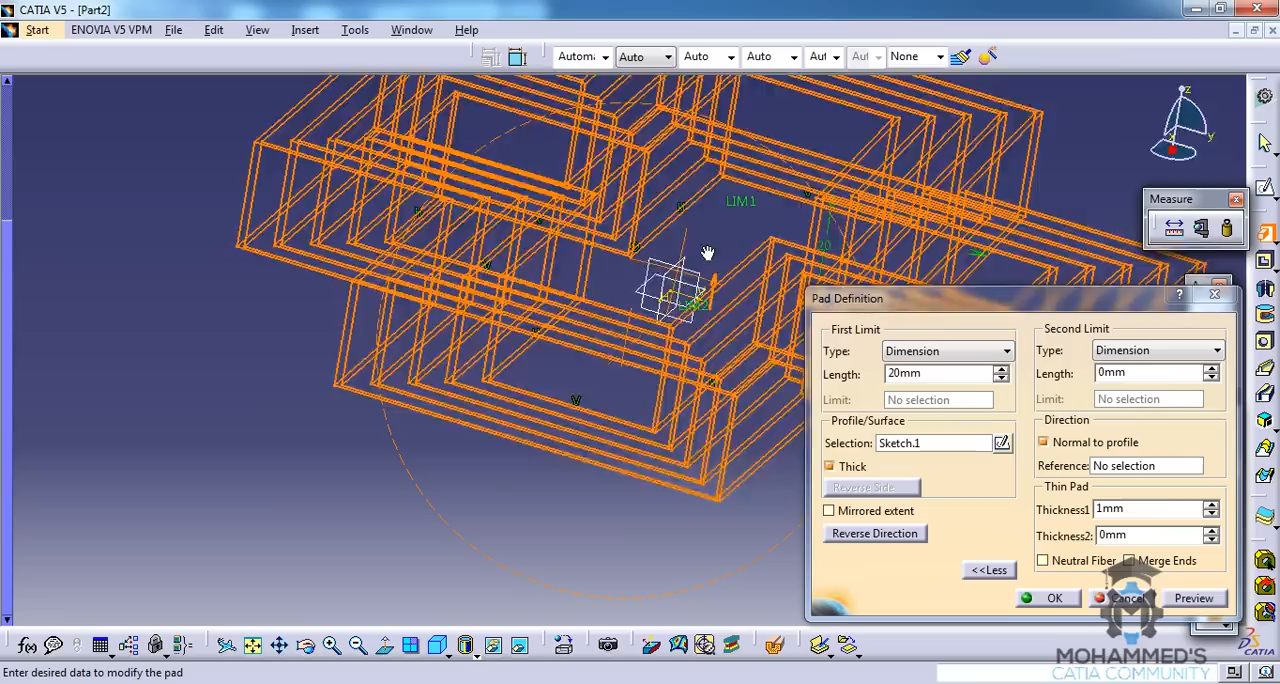 CATIA V5 - [Part2]
Start ENOVIA V5 VPM File Edit View Insert Tools Window Help
Automa Auto Auto Auto Aut Aut None
z
y
x
Measure
LIM1
20
LIM2
Pad Definition
First Limit
Type: Dimension
Length: 20mm
Limit: No selection
Profile/Surface
Selection: Sketch.1
Thick
Reverse Side
Mirrored extent
Reverse Direction
Second Limit
Type: Dimension
Length: 0mm
Limit: No selection
Direction
Normal to profile
Reference: No selection
Thin Pad
Thickness1 1mm
Thickness2: 0mm
Neutral Fiber Merge Ends
<<Less
OK Cancel Preview
f(x)
Enter desired data to modify the pad
MOHAMMED'S
CATIA COMMUNITY
CATIA